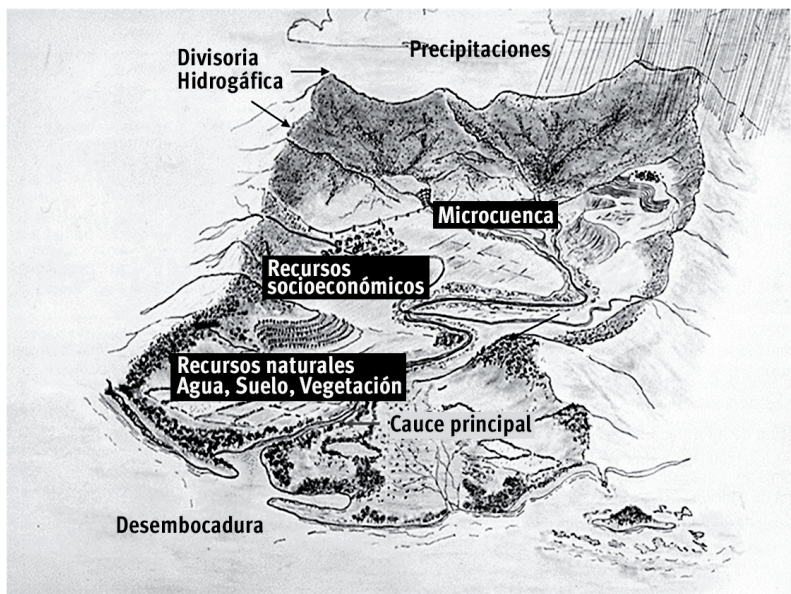 Precipitaciones
Divisoria
Hidrogáfica
Microcuenca
Recursos
socioeconómicos
Recursos naturales
Agua, Suelo, Vegetación
Cauce principal
Desembocadura